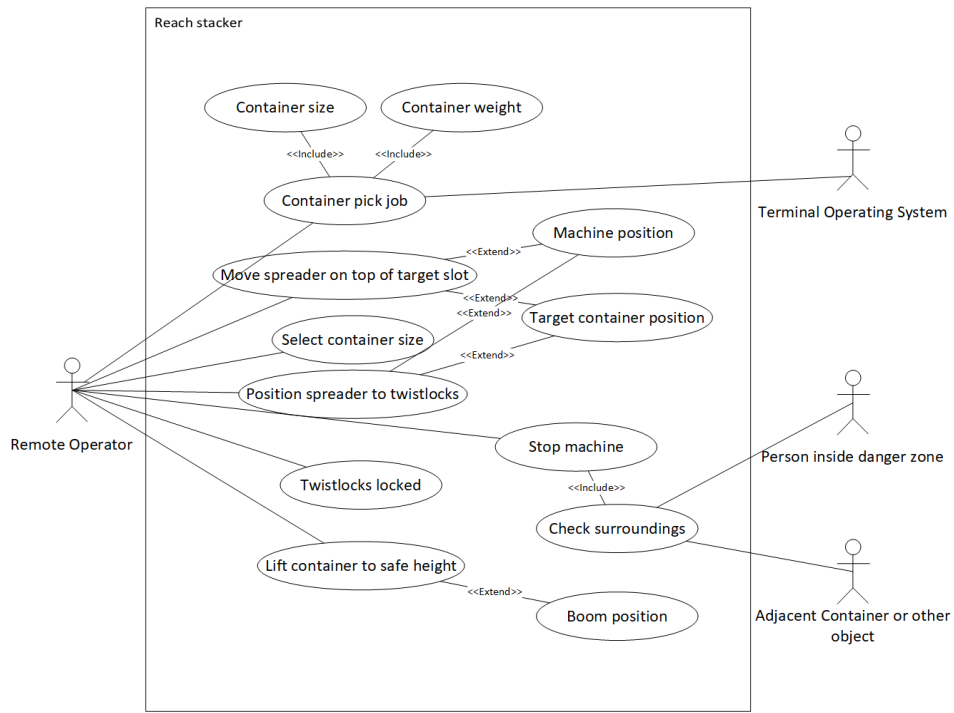 Reach stacker
Container size
Container weight
<<Include>>
<<Include>>
Container pick job
Terminal Operating System
Machine position
<<Extend>>
Move spreader on top of target slot
<<Extend>>
<<Extend>>
Target container position
Select container size
<<Extend>>
Position spreader to twistlocks
Remote Operator
Stop machine
Person inside danger zone
Twistlocks locked
<<Include>>
Check surroundings
Lift container to safe height
<<Extend>>
Boom position
Adjacent Container or other
object